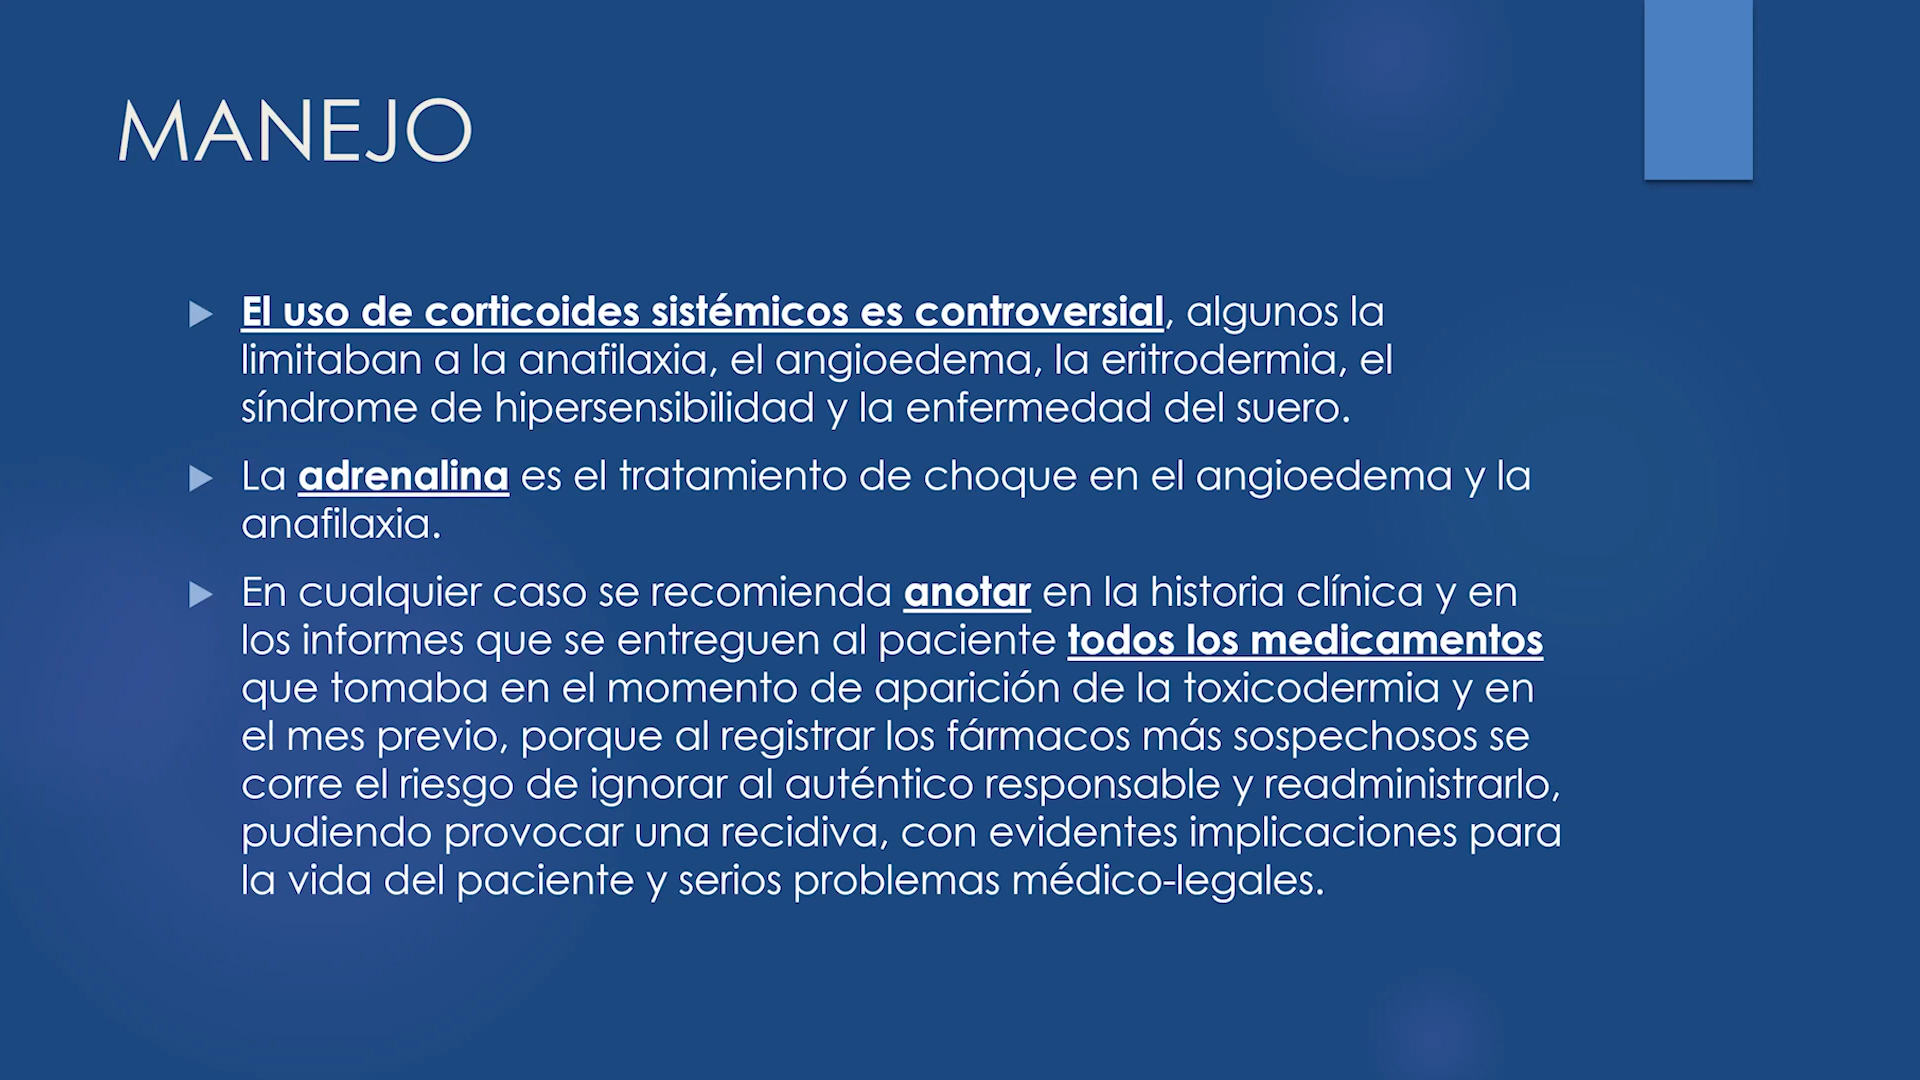 MANEJO
El uso de corticoides sistémicos es controversial, algunos la
limitaban a la anafilaxia, el angioedema, la eritrodermia, el
síndrome de hipersensibilidad y la enfermedad del suero.
La adrenalina es el tratamiento de choque en el angioedema y la
anafilaxia.
En cualquier caso se recomienda anotar en la historia clínica y en
los informes que se entreguen al paciente todos los medicamentos
que tomaba en el momento de aparición de la toxicodermia y en
el mes previo, porque al registrar los fármacos más sospechosos se
corre el riesgo de ignorar al auténtico responsable y readministrarlo,
pudiendo provocar una recidiva, con evidentes implicaciones para
la vida del paciente y serios problemas médico-legales.